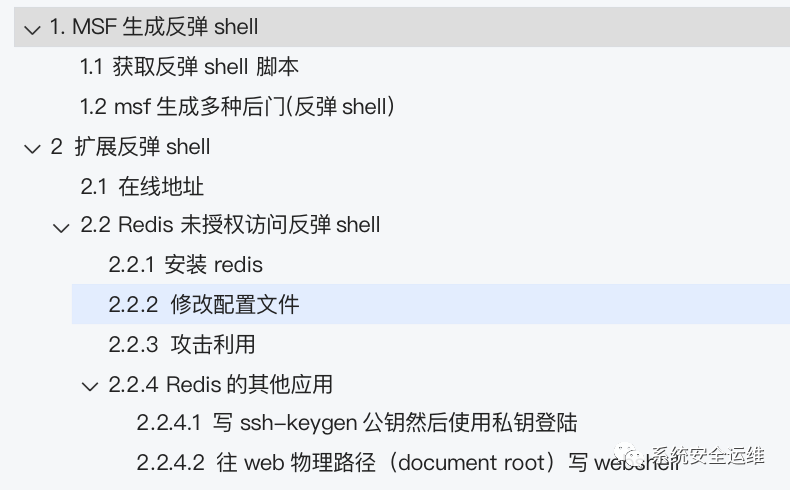 1. MSF 生成反弹 shell
1.1 获取反弹 shell 脚本
1.2 msf 生成多种后门(反弹 shell)
2 扩展反弹 shell
2.1 在线地址
2.2 Redis 未授权访问反弹 shell
2.2.1 安装 redis
2.2.2 修改配置文件
2.2.3 攻击利用
2.2.4 Redis 的其他应用
2.2.4.1 写 ssh-keygen 公钥然后使用私钥登陆
2.2.4.2 往 web 物理路径（document root）写 webshell
系统安全运维